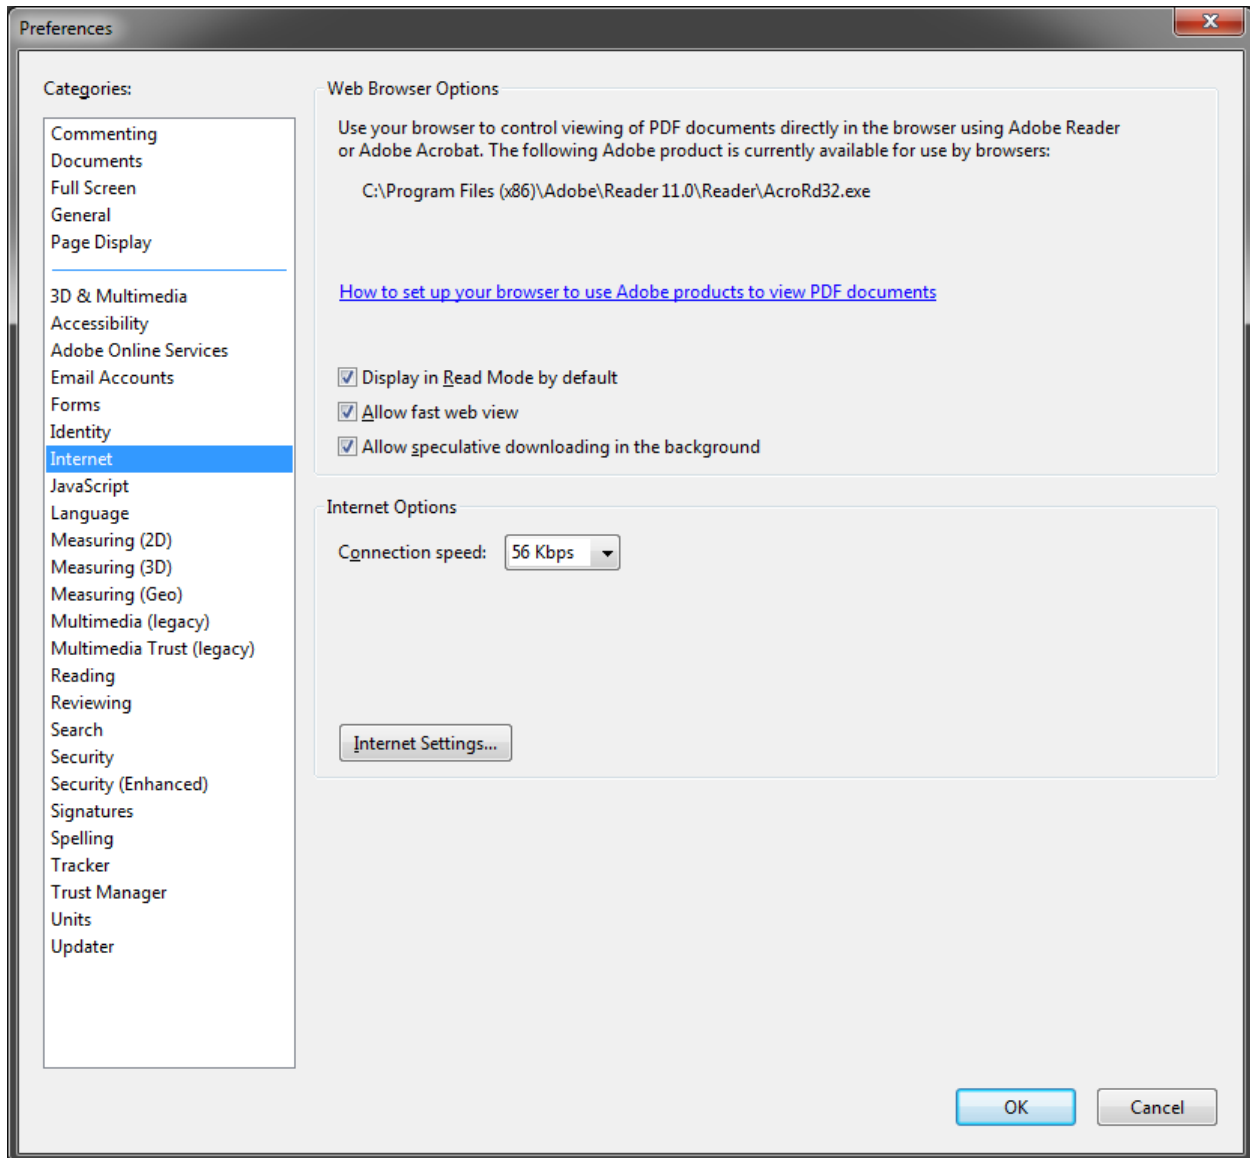 Preferences
Categories:
Commenting
Documents
Full Screen
General
Page Display
3D & Multimedia
Accessibility
Adobe Online Services
Email Accounts
Forms
Identity
Internet
JavaScript
Language
Measuring (2D)
Measuring (3D)
Measuring (Geo)
Multimedia (legacy)
Multimedia Trust (legacy)
Reading
Reviewing
Search
Security
Security (Enhanced)
Signatures
Spelling
Tracker
Trust Manager
Units
Updater
Web Browser Options
Use your browser to control viewing of PDF documents directly in the browser using Adobe Reader
or Adobe Acrobat. The following Adobe product is currently available for use by browsers:
C:\Program Files (x86)\Adobe\Reader 11.0\Reader\AcroRd32.exe
How to set up your browser to use Adobe products to view PDF documents
Display in Read Mode by default
Allow fast web view
Allow speculative downloading in the background
Internet Options
Connection speed: 56 Kbps
Internet Settings...
OK Cancel